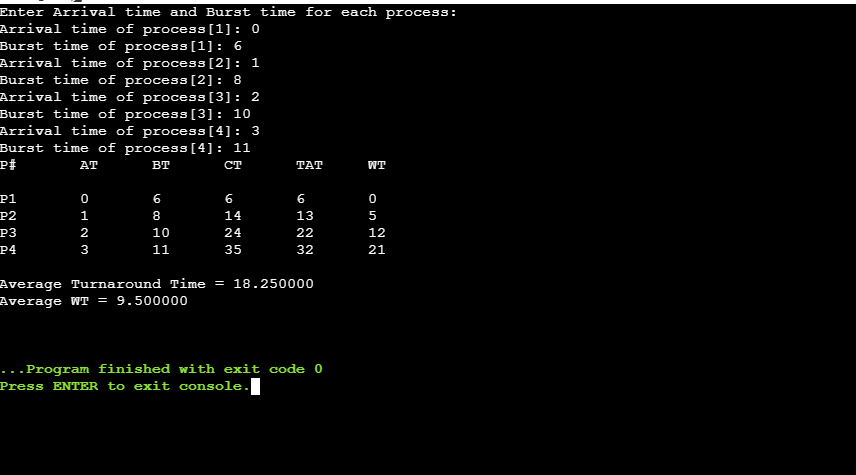 Enter Arrival time and Burst time for each process:
Arrival time of process[1]: 0
Burst time of process[1]: 6
Arrival time of process[2]: 1
Burst time of process[2]: 8
Arrival time of process[3]: 2
Burst time of process[3]: 10
Arrival time of process[4]: 3
Burst time of process[4]: 11
P# AT BT CT TAT WT
P1 0 6 6 6 0
P2 1 8 14 13 5
P3 2 10 24 22 12
P4 3 11 35 32 21
Average Turnaround Time = 18.250000
Average WT = 9.500000
...Program finished with exit code 0
Press ENTER to exit console.